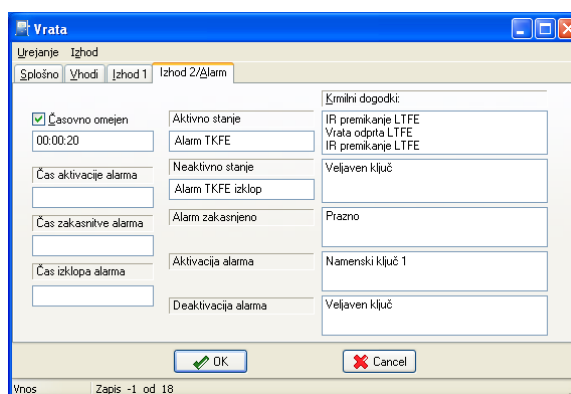 Vrata
Urejanje Izhod
Splošno Vhodi Izhod 1 Izhod 2/Alarm
Krmilni dogodki:
Časovno omejen
00:00:20
Aktivno stanje
Alarm TKFE
IR premikanje LTFE
Vrata odprta LTFE
IR premikanje LTFE
Neaktivno stanje
Alarm TKFE izklop
Veljaven ključ
Čas aktivacije alarma
Alarm zakasnjeno
Prazno
Čas zakasnitve alarma
Aktivacija alarma
Namenski ključ 1
Čas izklopa alarma
Deaktivacija alarma
Veljaven ključ
OK Cancel
Vnos Zapis -1 od 18